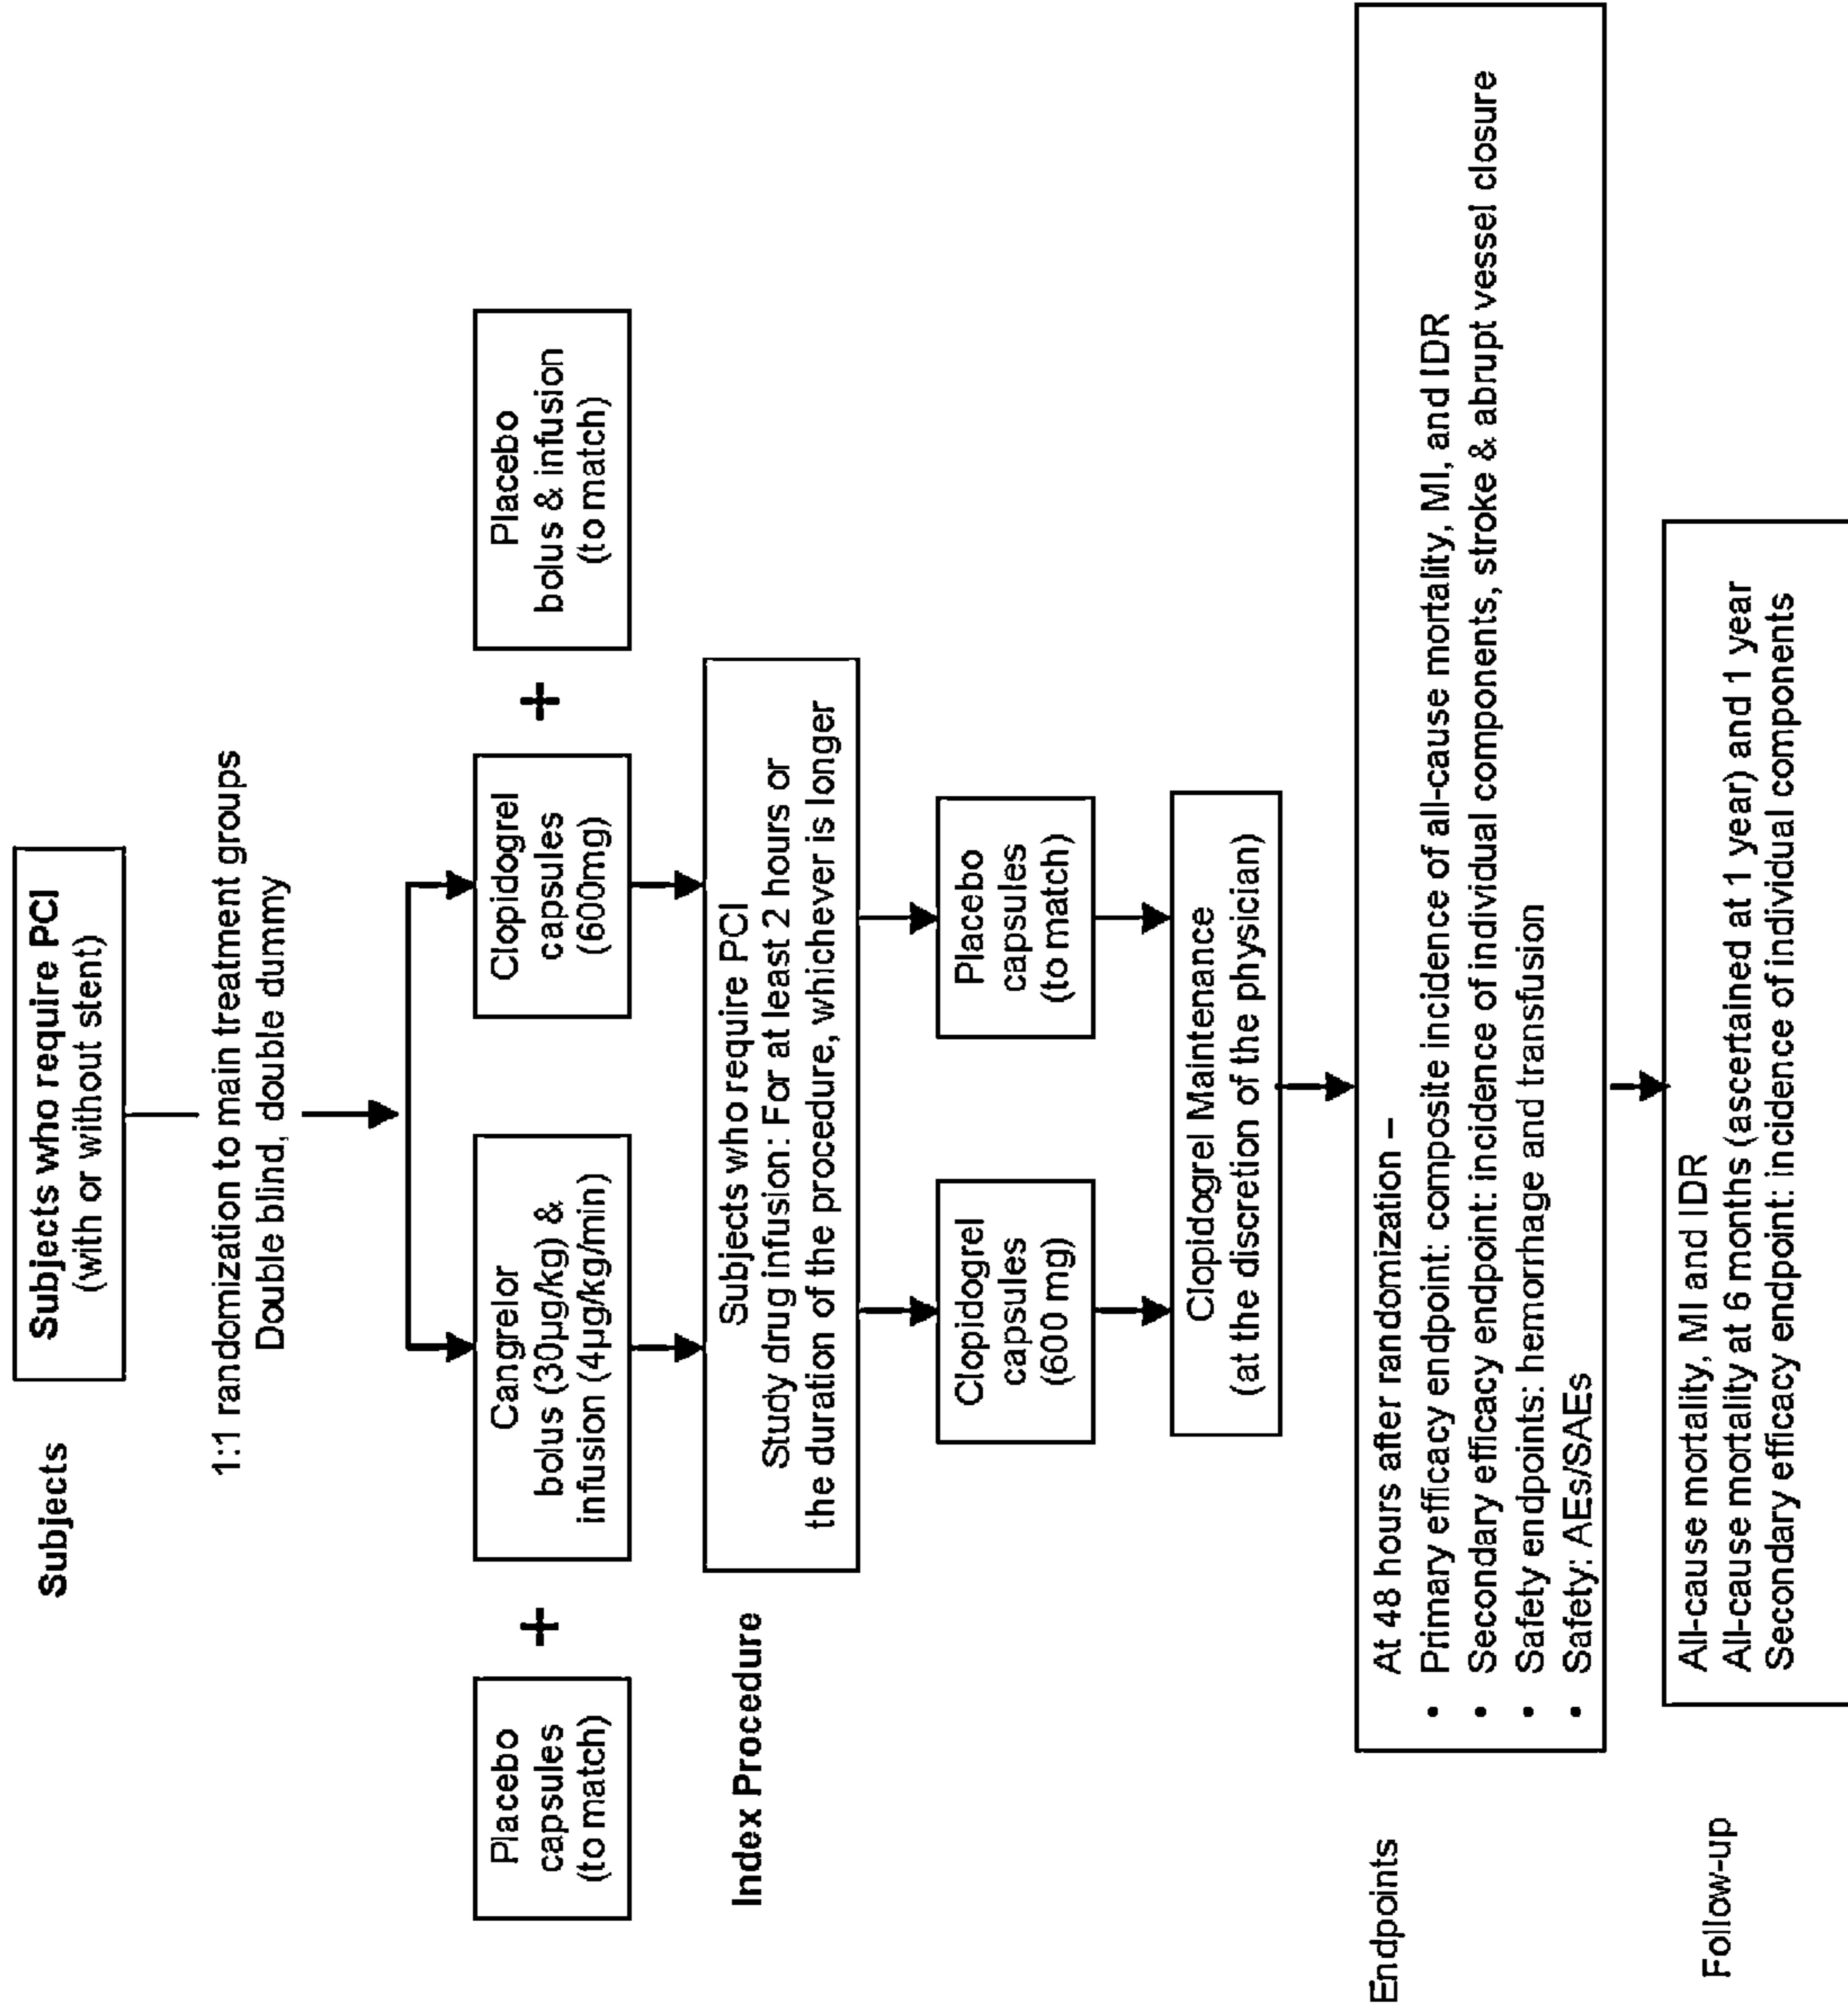 Subjects
Subjects who require PCI
(with or without stent)
1:1 randomization to main treatment groups
Double blind, double dummy
Placebo
capsules
(to match)
+
Cangrelor
bolus (30µg/kg) &
infusion (4µg/kg/min)
Clopidogrel
capsules
(600mg)
+
Placebo
bolus & infusion
(to match)
Index Procedure
Subjects who require PCI
Study drug infusion: For at least 2 hours or
the duration of the procedure, whichever is longer
Clopidogrel
capsules
(600 mg)
Placebo
capsules
(to match)
Clopidogrel Maintenance
(at the discretion of the physician)
Endpoints
At 48 hours after randomization –
• Primary efficacy endpoint: composite incidence of all-cause mortality, MI, and IDR
• Secondary efficacy endpoint: incidence of individual components, stroke & abrupt vessel closure
• Safety endpoints: hemorrhage and transfusion
• Safety: AEs/SAEs
Follow-up
All-cause mortality, MI and IDR
All-cause mortality at 6 months (ascertained at 1 year) and 1 year
Secondary efficacy endpoint: incidence of individual components